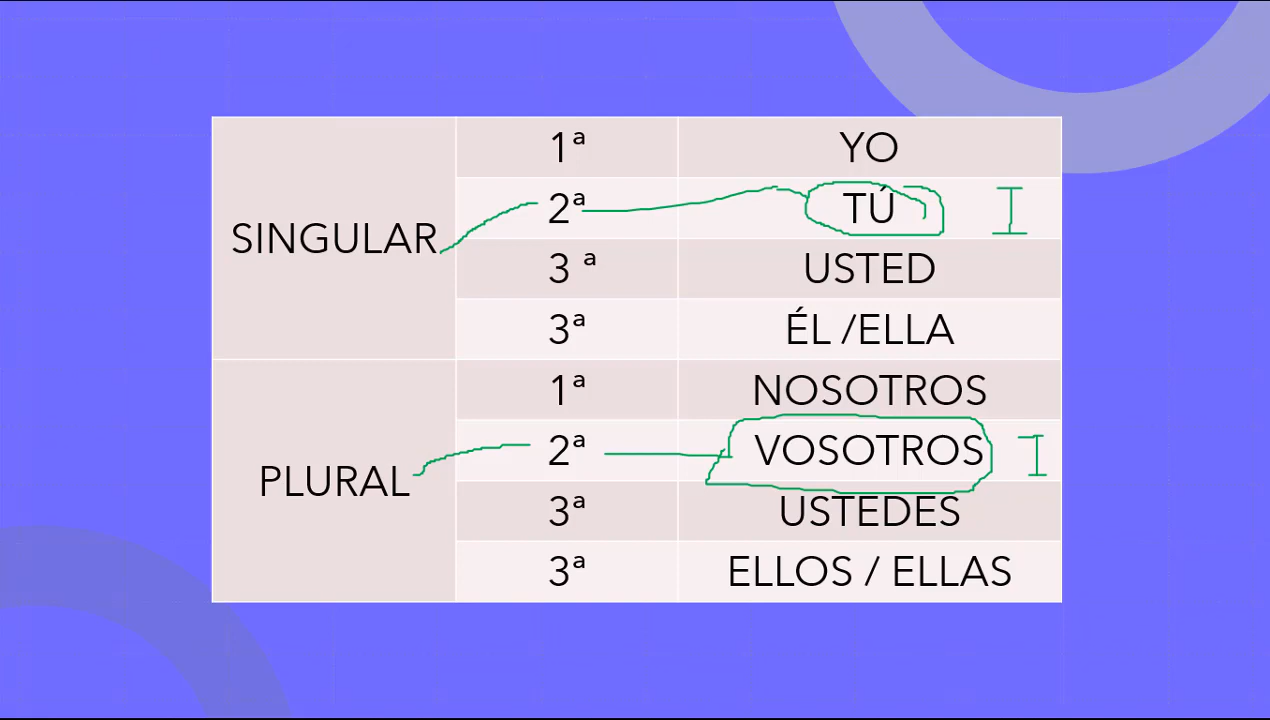 SINGULAR
1ª YO
2ª TÚ I
3 ª USTED
3ª ÉL /ELLA
PLURAL
1ª NOSOTROS
2ª VOSOTROS I
3ª USTEDES
3ª ELLOS / ELLAS